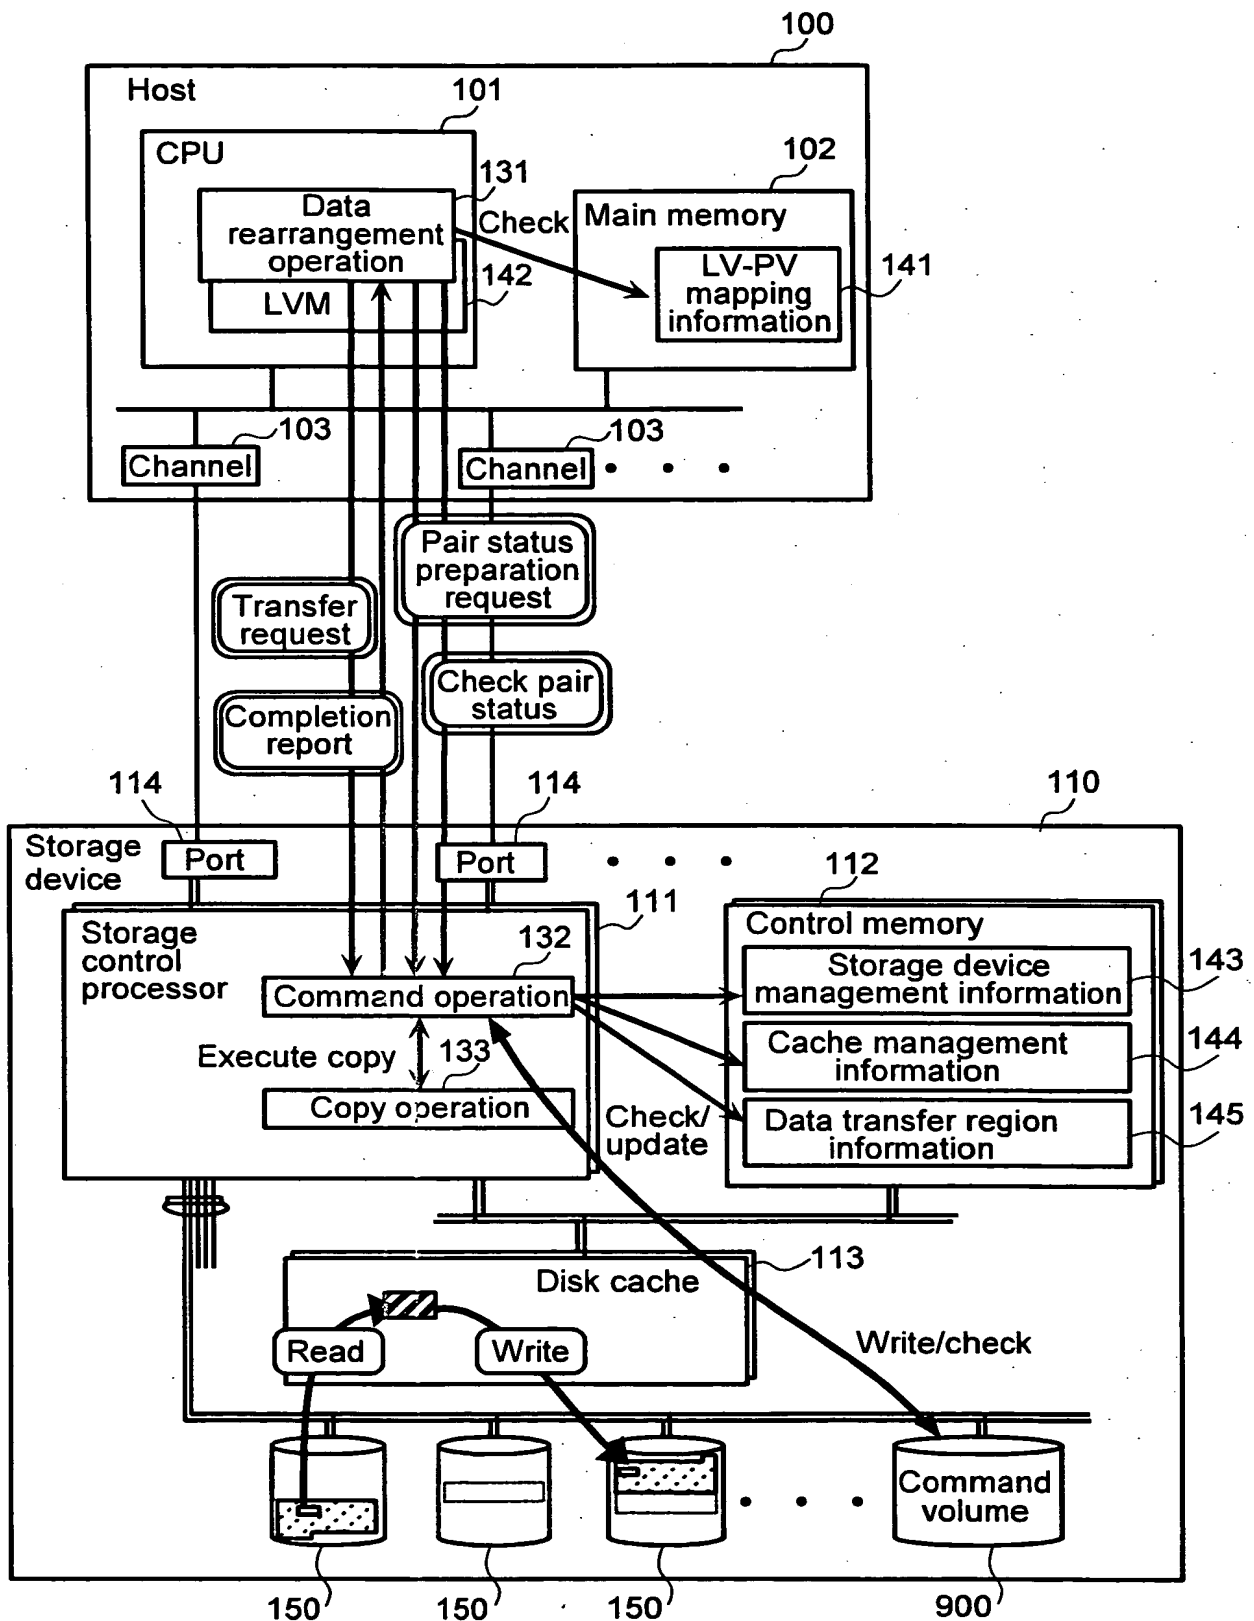 100
Host
101
CPU
131
102
Data
rearrangement
operation
Check
Main memory
LV-PV
mapping
information
141
142
LVM
103
103
Channel
Channel
Pair status
preparation
request
Transfer
request
Check pair
status
Completion
report
114
114
110
Storage
device
Port
Port
112
111
Storage
control
processor
132
Control memory
Storage device
management information
143
Command operation
Execute copy
133
Cache management
information
144
Copy operation
Check/
update
Data transfer region
information
145
113
Disk cache
Read
Write
Write/check
Command
volume
150
150
150
900